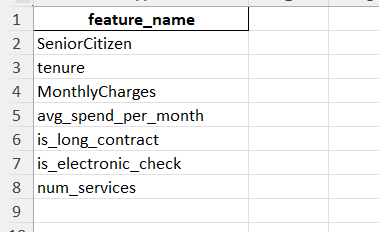 1 feature_name
2 SeniorCitizen
3 tenure
4 MonthlyCharges
5 avg_spend_per_month
6 is_long_contract
7 is_electronic_check
8 num_services
9